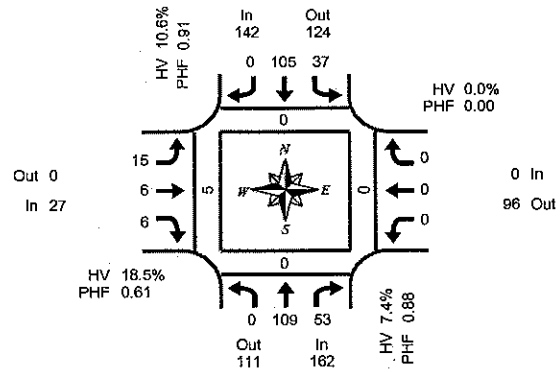 HV 10.6%
PHF 0.91
In Out
142 124
0 105 37
HV 0.0%
PHF 0.00
0
15 0
Out 0
6 5 N W E S 0 0
0 In
In 27
96 Out
6 0
0
HV 18.5%
PHF 0.61
0 109 53
HV 7.4%
PHF 0.88
Out In
111 162